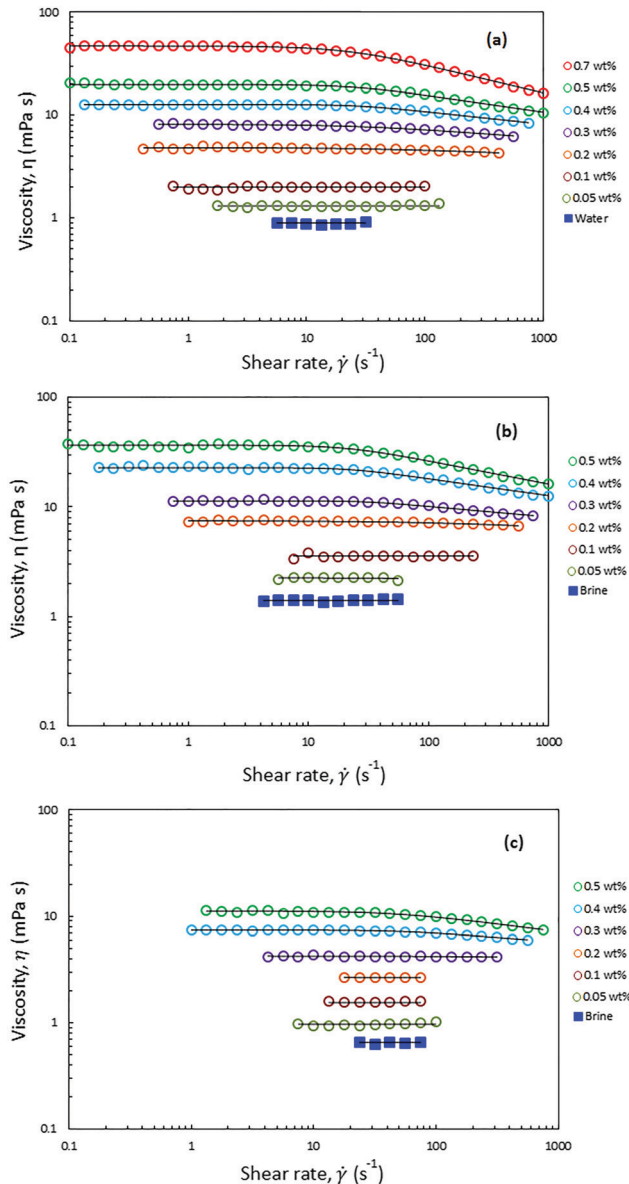 100
(a)
0.7 wt%
0.5 wt%
0.4 wt%
0.3 wt%
0.2 wt%
0.1 wt%
0.05 wt%
Water
10
1
0.1
Viscosity, η (mPa s)
0.1 1 10 100 1000
Shear rate, γ̇ (s⁻¹)
100
(b)
0.5 wt%
0.4 wt%
0.3 wt%
0.2 wt%
0.1 wt%
0.05 wt%
Brine
10
1
0.1
Viscosity, η (mPa s)
0.1 1 10 100 1000
Shear rate, γ̇ (s⁻¹)
100
(c)
0.5 wt%
0.4 wt%
0.3 wt%
0.2 wt%
0.1 wt%
0.05 wt%
Brine
10
1
0.1
Viscosity, η (mPa s)
0.1 1 10 100 1000
Shear rate, γ̇ (s⁻¹)